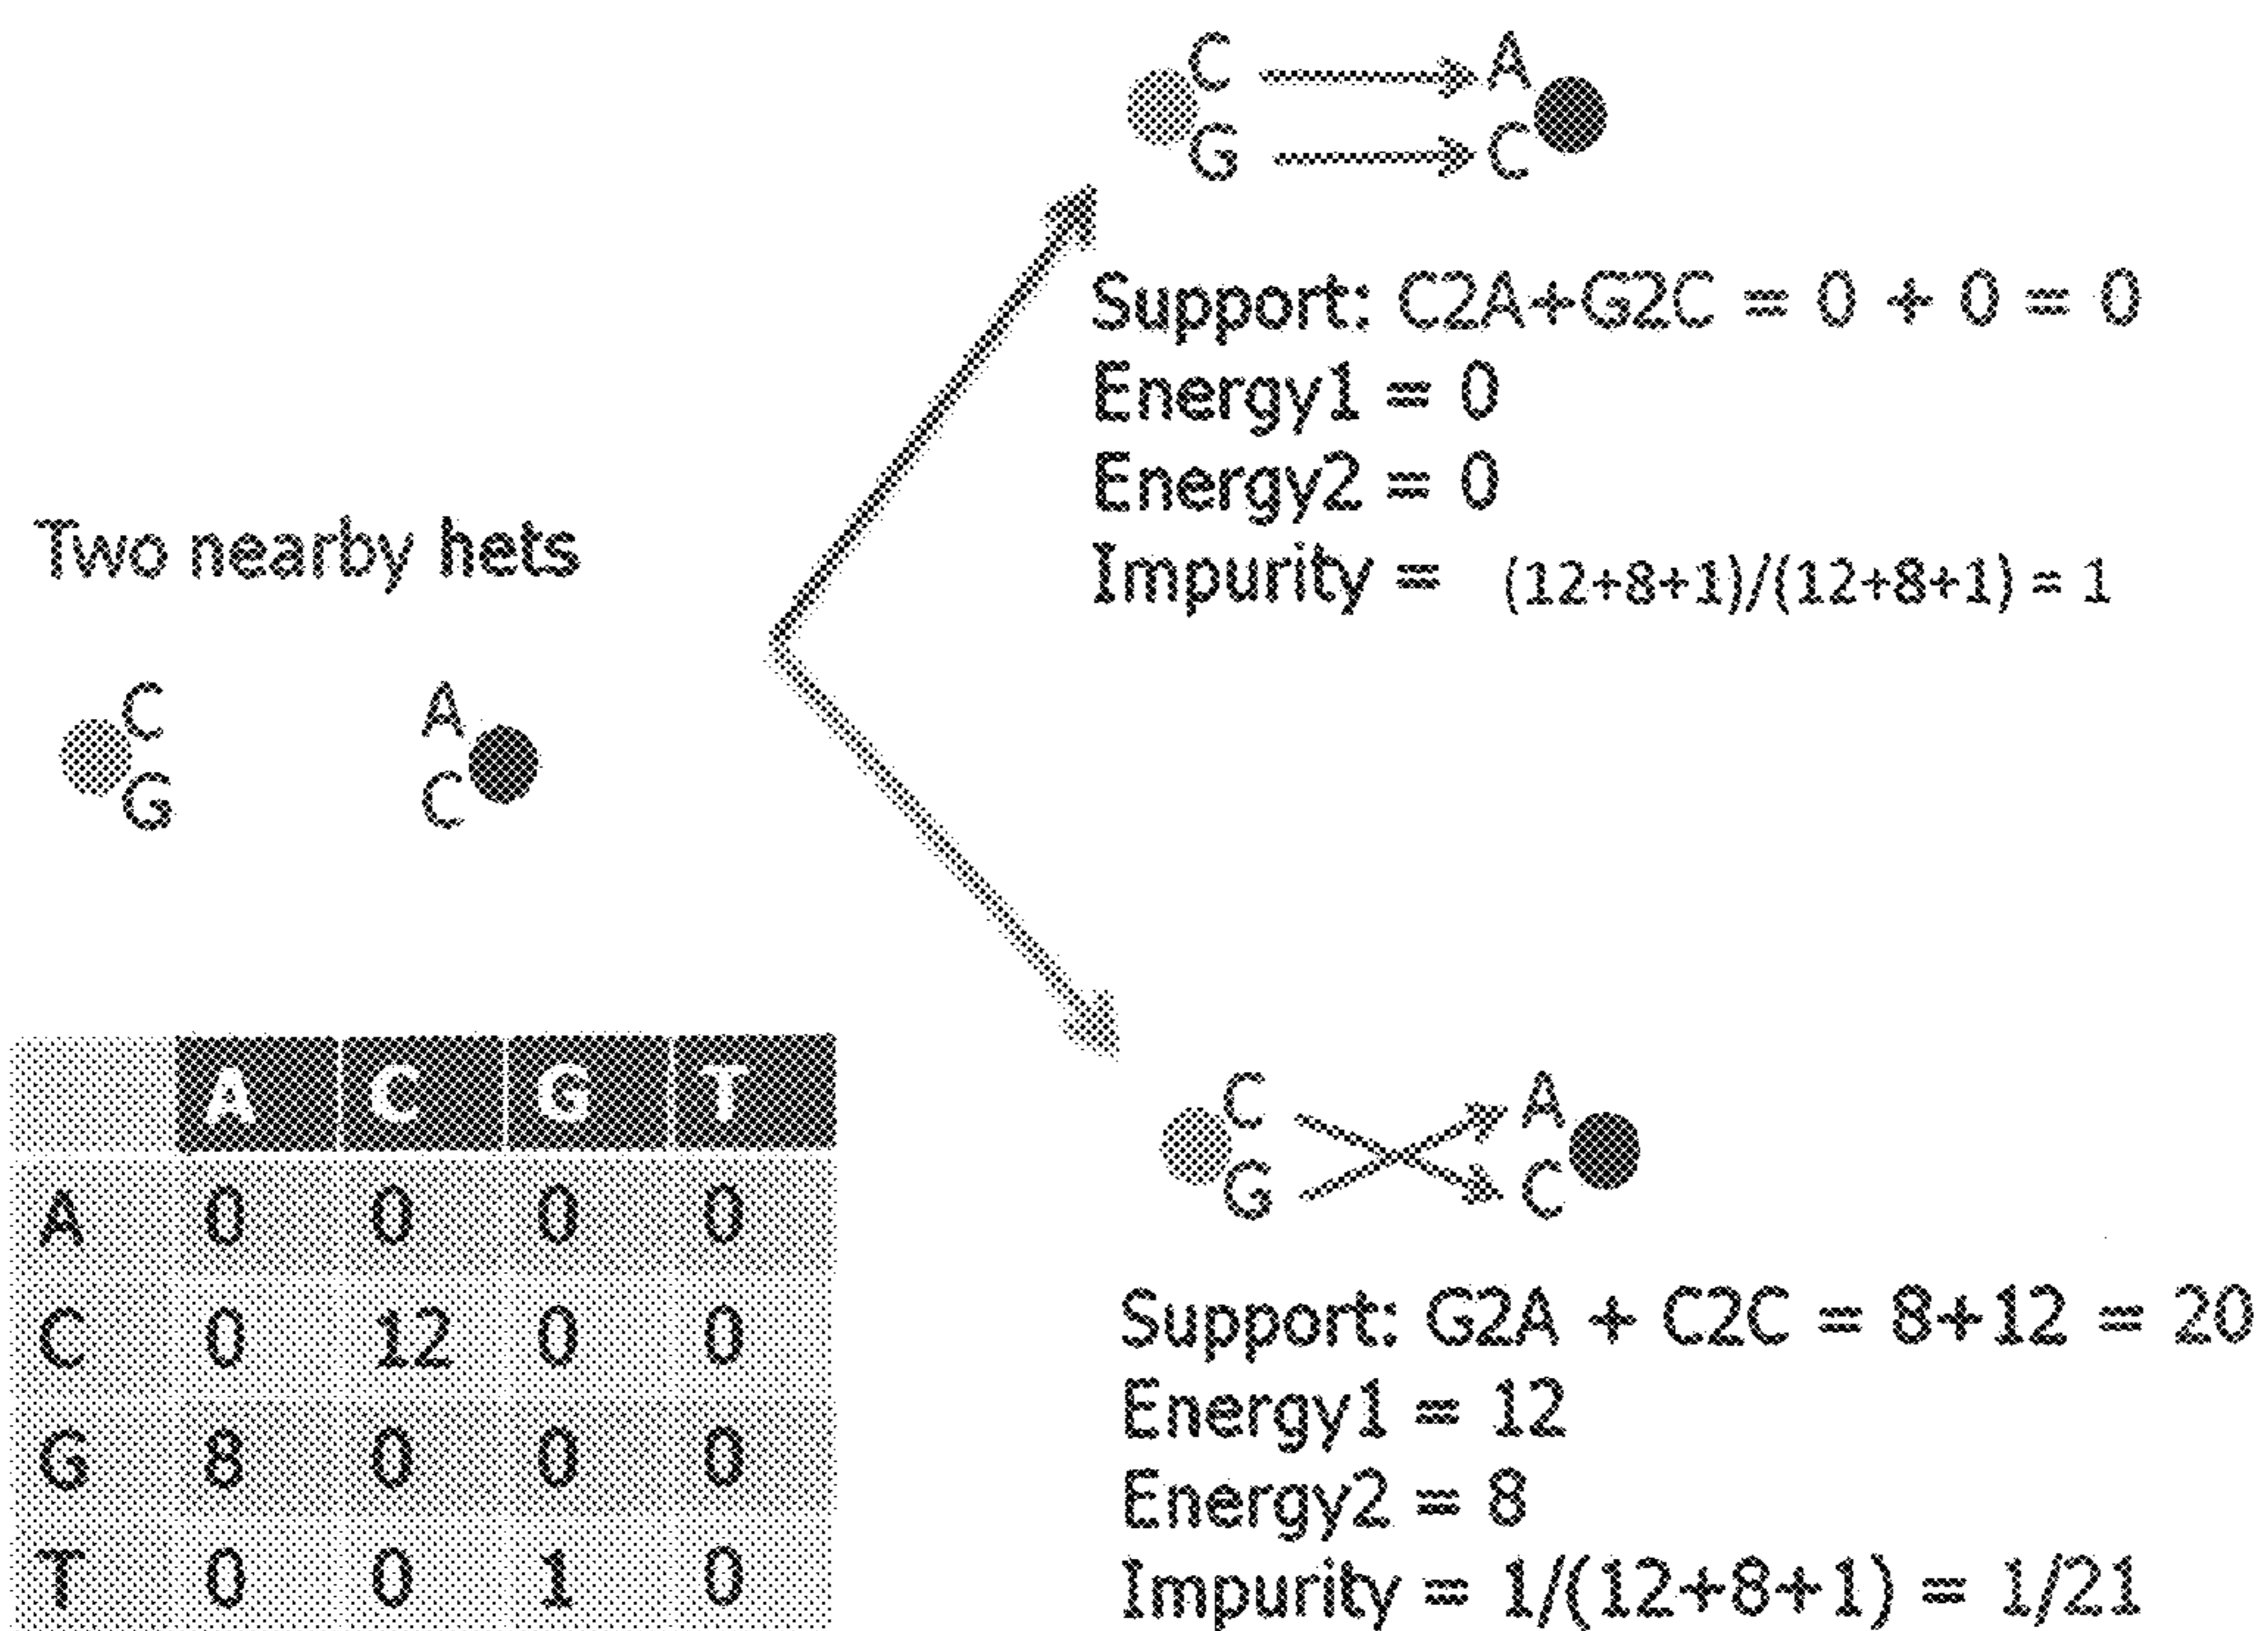 C A
G C
Support: C2A+G2C = 0 + 0 = 0
Energy1 = 0
Energy2 = 0
Impurity = (12+8+1)/(12+8+1) = 1
Two nearby hets
C A
G C
A C G T
A 0 0 0 0
C 0 12 0 0
G 8 0 0 0
T 0 0 1 0
C A
G C
Support: G2A + C2C = 8+12 = 20
Energy1 = 12
Energy2 = 8
Impurity = 1/(12+8+1) = 1/21